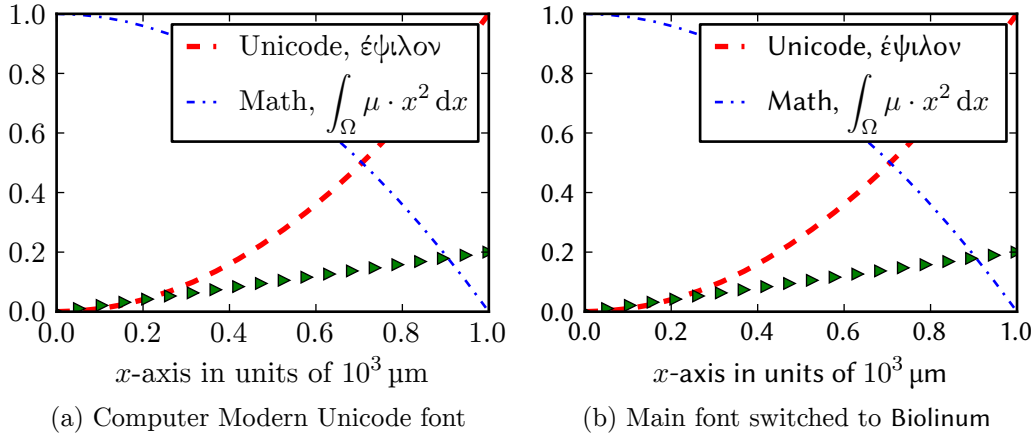 1.0
0.8
0.6
0.4
0.2
0.0
0.0 0.2 0.4 0.6 0.8 1.0
Unicode, έψιλον
Math, ∫_Ω μ · x² dx
x-axis in units of 10³ µm
(a) Computer Modern Unicode font
1.0
0.8
0.6
0.4
0.2
0.0
0.0 0.2 0.4 0.6 0.8 1.0
Unicode, έψιλον
Math, ∫_Ω μ · x² dx
x-axis in units of 10³ µm
(b) Main font switched to Biolinum